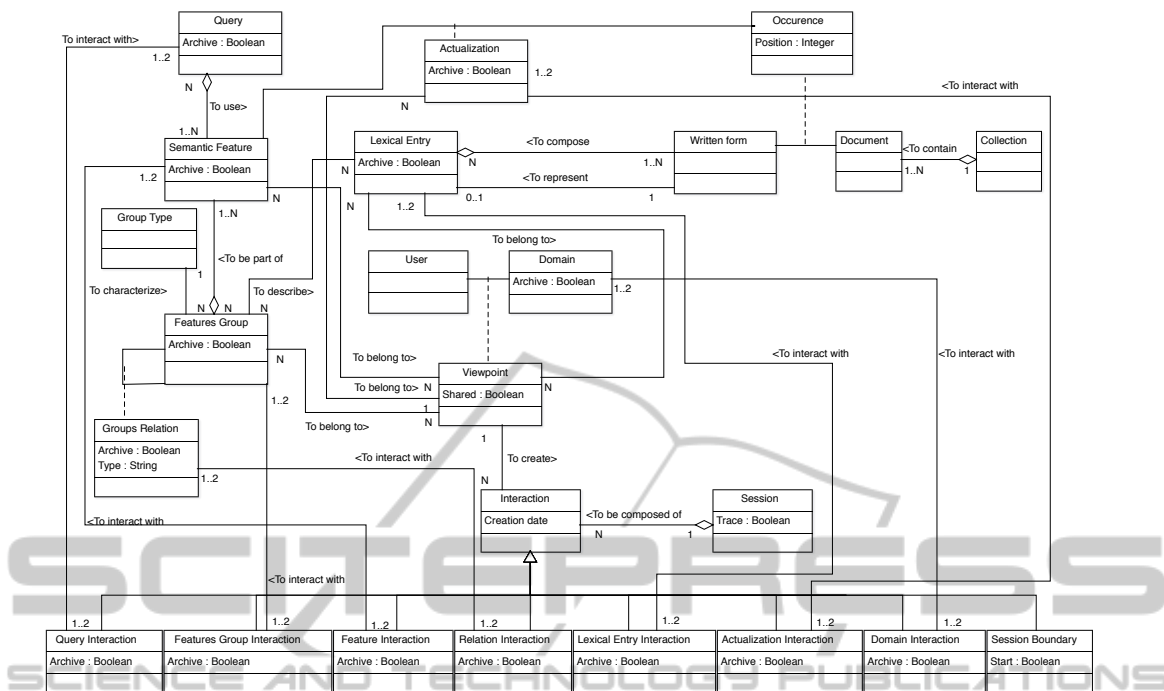 Query
Archive : Boolean
To interact with>
1..2
N
To use>
1..N
Actualization
Archive : Boolean
1..2
N
Occurence
Position : Integer
<To interact with
Semantic Feature
Archive : Boolean
1..2
N
1..N
Lexical Entry
Archive : Boolean
N
N
<To compose
1..N
<To represent
0..1
1
N
1..2
Written form
Document
<To contain
1..N
1
Collection
Group Type
1
To characterize>
<To be part of
To describe>
N
N
N
To belong to>
User
Domain
Archive : Boolean
1..2
Features Group
Archive : Boolean
N
1..2
To belong to>
To belong to>
N
1
N
N
To belong to>
Viewpoint
Shared : Boolean
<To interact with
<To interact with
Groups Relation
Archive : Boolean
Type : String
1..2
<To interact with
1
To create>
N
Interaction
Creation date
<To be composed of
N
1
Session
Trace : Boolean
<To interact with
<To interact with
SCITEPRESS
1..2
1..2
1..2
1..2
1..2
1..2
1..2
Query Interaction
Archive : Boolean
Features Group Interaction
Archive : Boolean
Feature Interaction
Archive : Boolean
Relation Interaction
Archive : Boolean
Lexical Entry Interaction
Archive : Boolean
Actualization Interaction
Archive : Boolean
Domain Interaction
Archive : Boolean
Session Boundary
Start : Boolean
SCIENCE AND TECHNOLOGY PUBLICATIONS